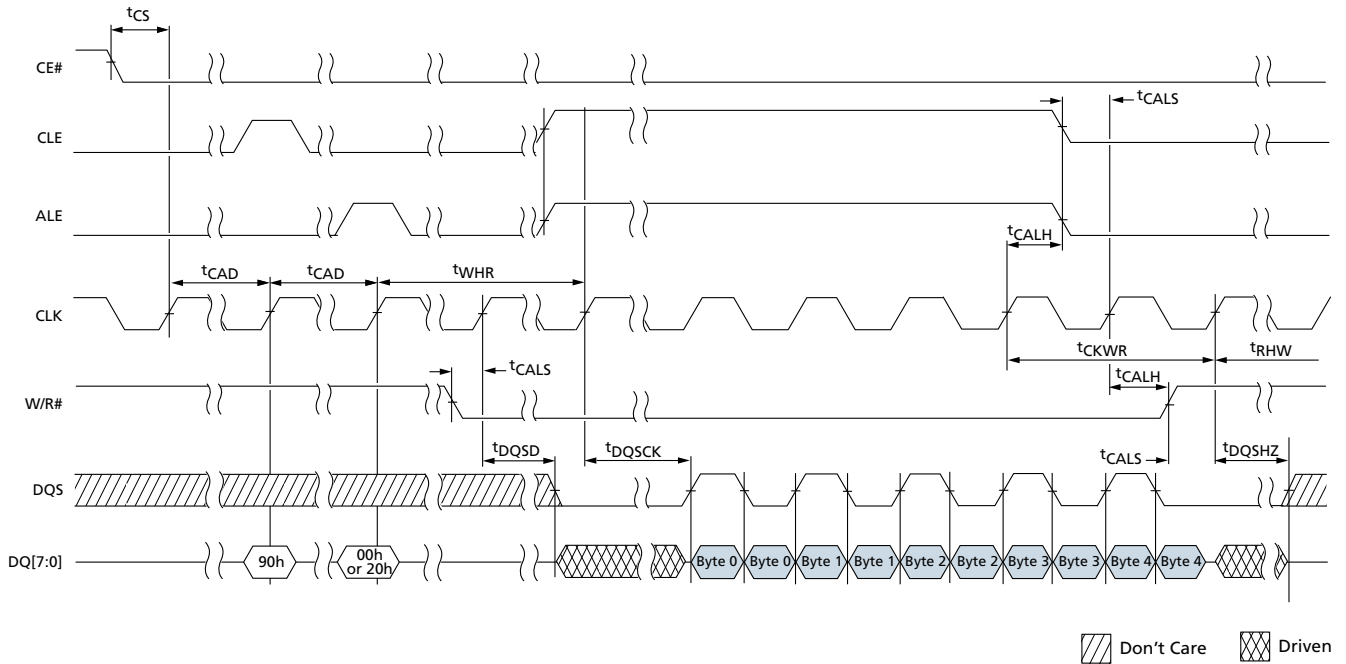 tCS
CE#
tCALS
CLE
ALE
tCALH
tCAD tCAD tWHR
CLK
tCKWR tRHW
tCALS tCALH
W/R#
tDQSD tDQSCK tCALS tDQSHZ
DQS
DQ[7:0] 90h 00h or 20h Byte 0 Byte 0 Byte 1 Byte 1 Byte 2 Byte 2 Byte 3 Byte 3 Byte 4 Byte 4
Don't Care Driven